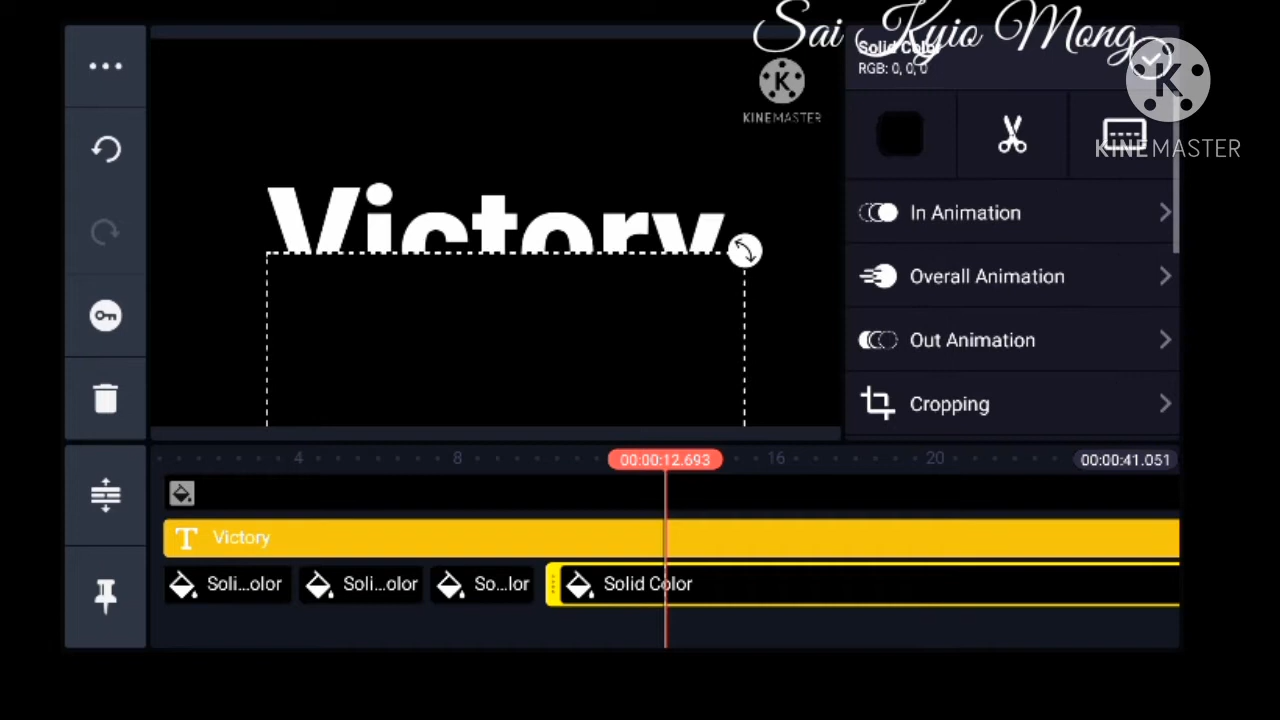 Sai Kyio Mong
Solid Color
RGB: 0, 0, 0
KINEMASTER
KINEMASTER
Victory
In Animation
Overall Animation
Out Animation
Cropping
4
8
00:00:12.693
16
20
00:00:41.051
T Victory
Soli...olor
Soli...olor
So...lor
Solid Color